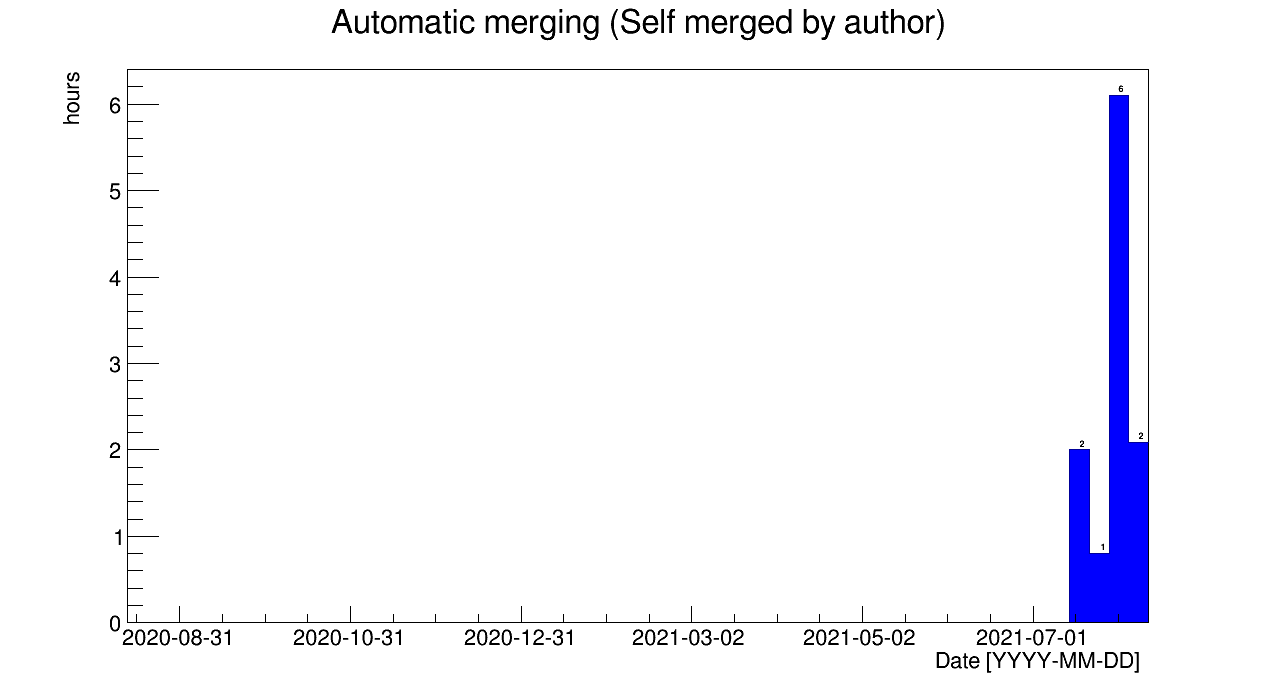 Automatic merging (Self merged by author)
hours
6
5
4
3
2
1
0
6
2
1
2
2020-08-31 2020-10-31 2020-12-31 2021-03-02 2021-05-02 2021-07-01
Date [YYYY-MM-DD]